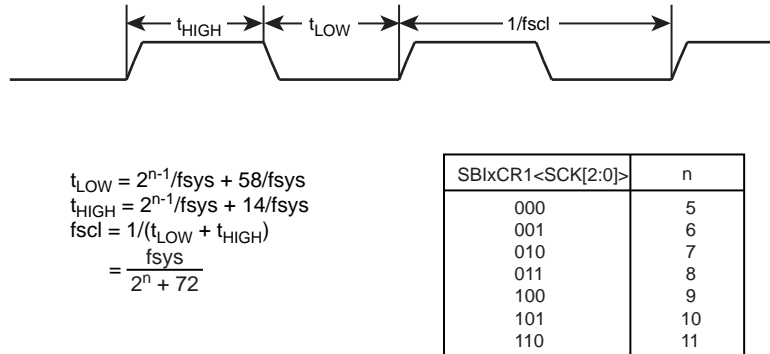 tHIGH tLOW 1/fscl
tLOW = 2n-1/fsys + 58/fsys
tHIGH = 2n-1/fsys + 14/fsys
fscl = 1/(tLOW + tHIGH)
= fsys
2n + 72
SBIxCR1<SCK[2:0]> n
000 5
001 6
010 7
011 8
100 9
101 10
110 11